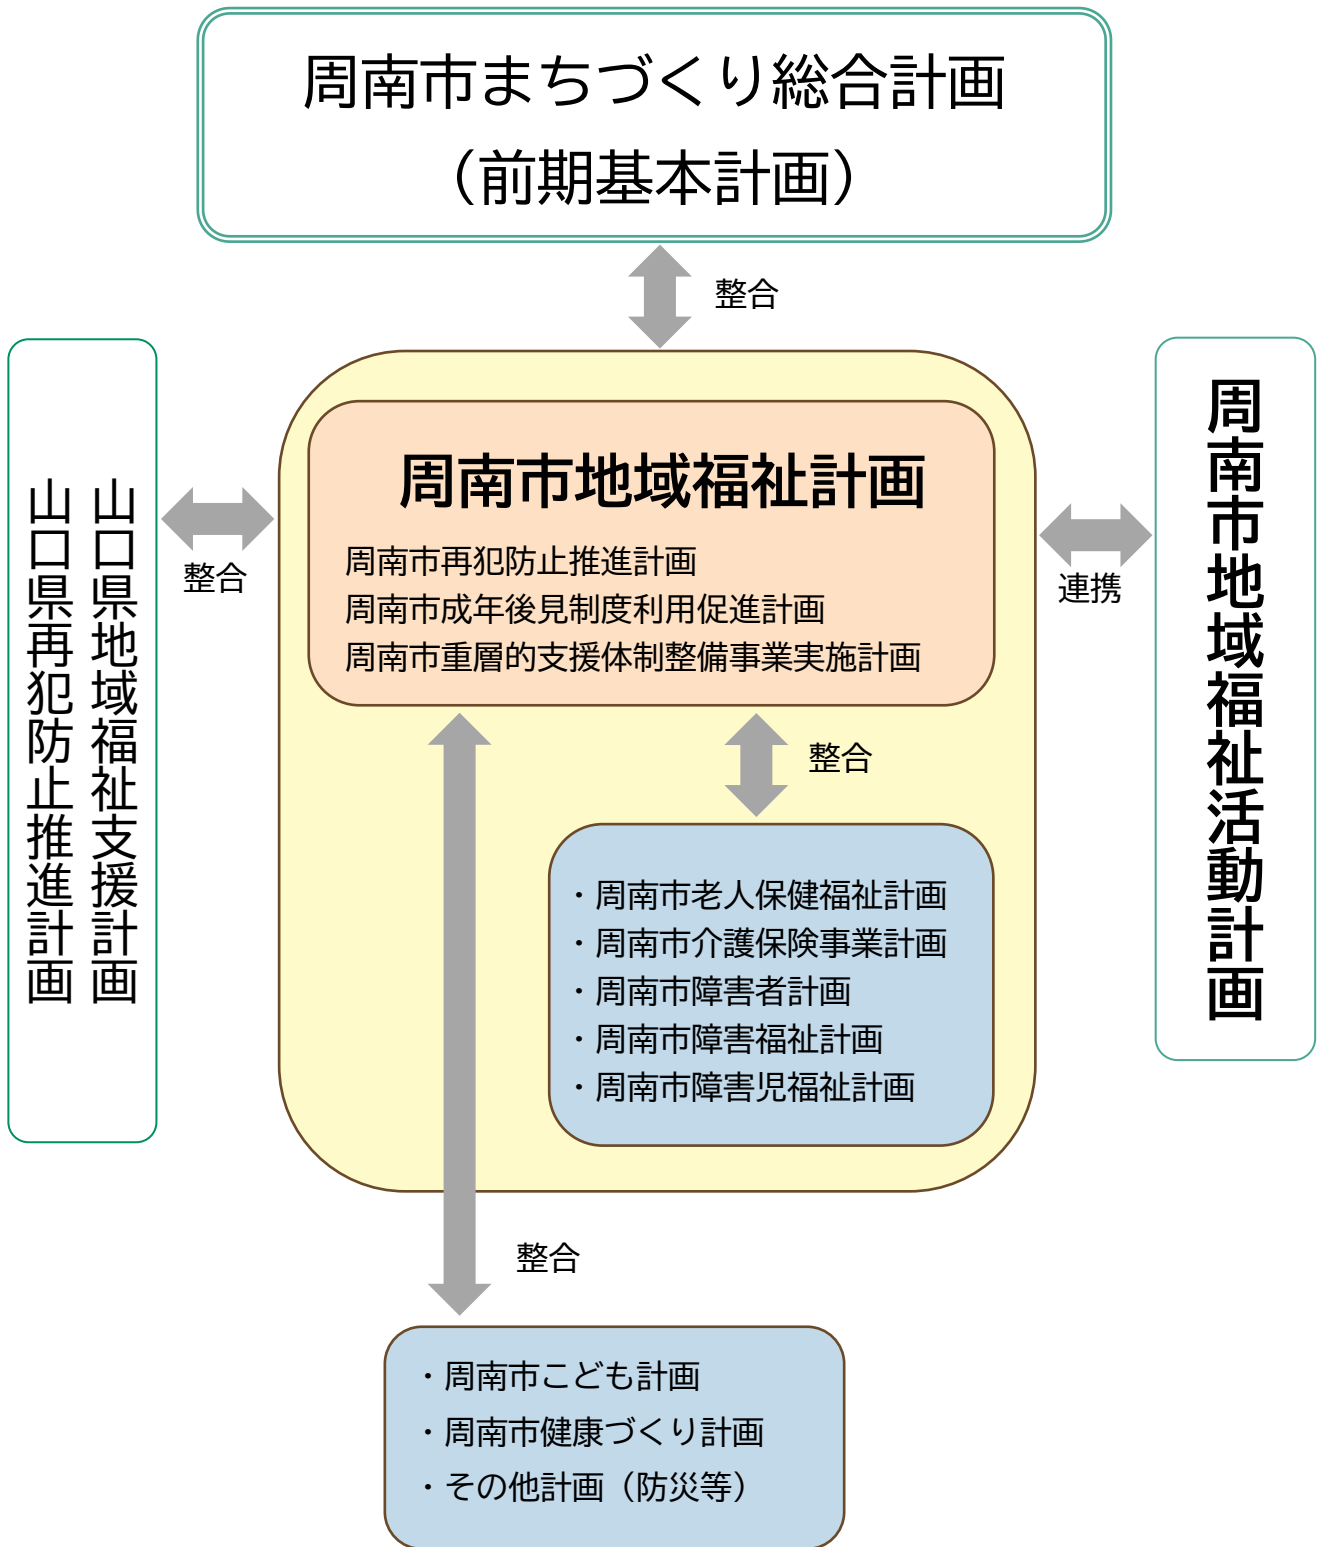 周南市まちづくり総合計画
（前期基本計画）
整合
山口県地域福祉支援計画
山口県再犯防止推進計画
整合
周南市地域福祉計画
周南市再犯防止推進計画
周南市成年後見制度利用促進計画
周南市重層的支援体制整備事業実施計画
連携
周南市地域福祉活動計画
整合
・周南市老人保健福祉計画
・周南市介護保険事業計画
・周南市障害者計画
・周南市障害福祉計画
・周南市障害児福祉計画
整合
・周南市こども計画
・周南市健康づくり計画
・その他計画（防災等）